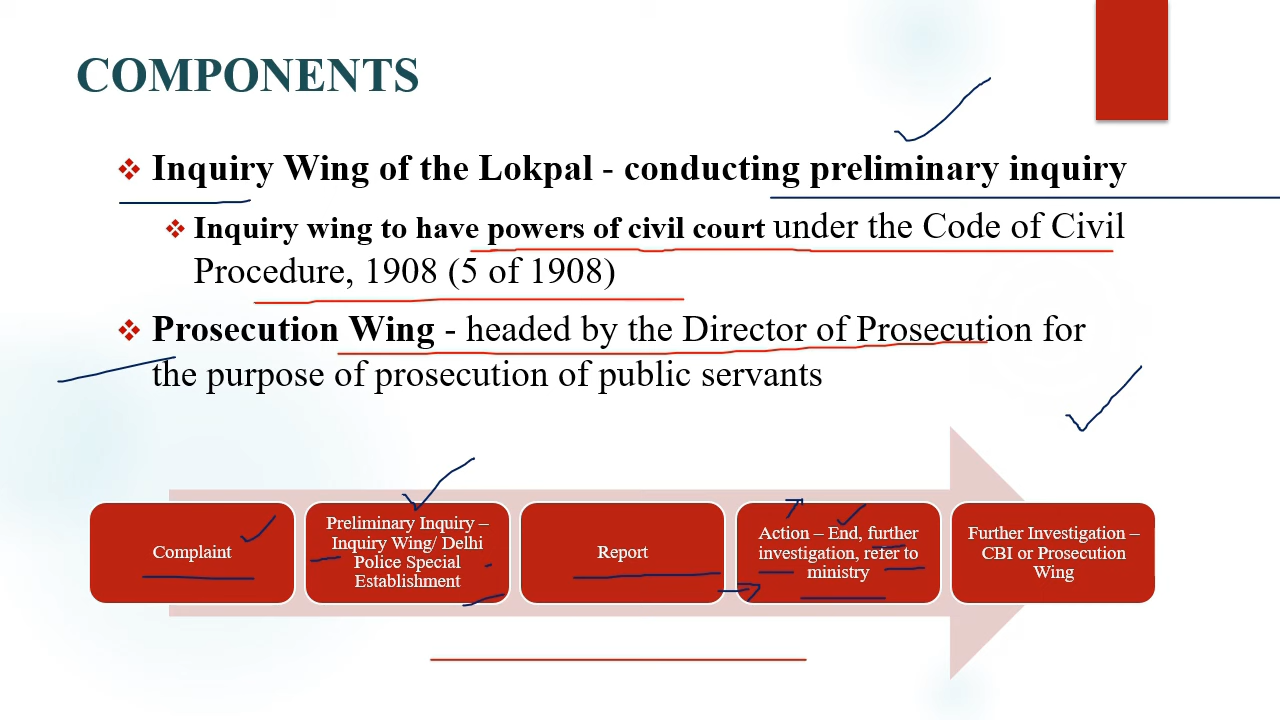 COMPONENTS
Inquiry Wing of the Lokpal - conducting preliminary inquiry
Inquiry wing to have powers of civil court under the Code of Civil
Procedure, 1908 (5 of 1908)
Prosecution Wing - headed by the Director of Prosecution for
the purpose of prosecution of public servants
Complaint
Preliminary Inquiry –
Inquiry Wing/ Delhi
Police Special
Establishment
Report
Action – End, further
investigation, refer to
ministry
Further Investigation –
CBI or Prosecution
Wing